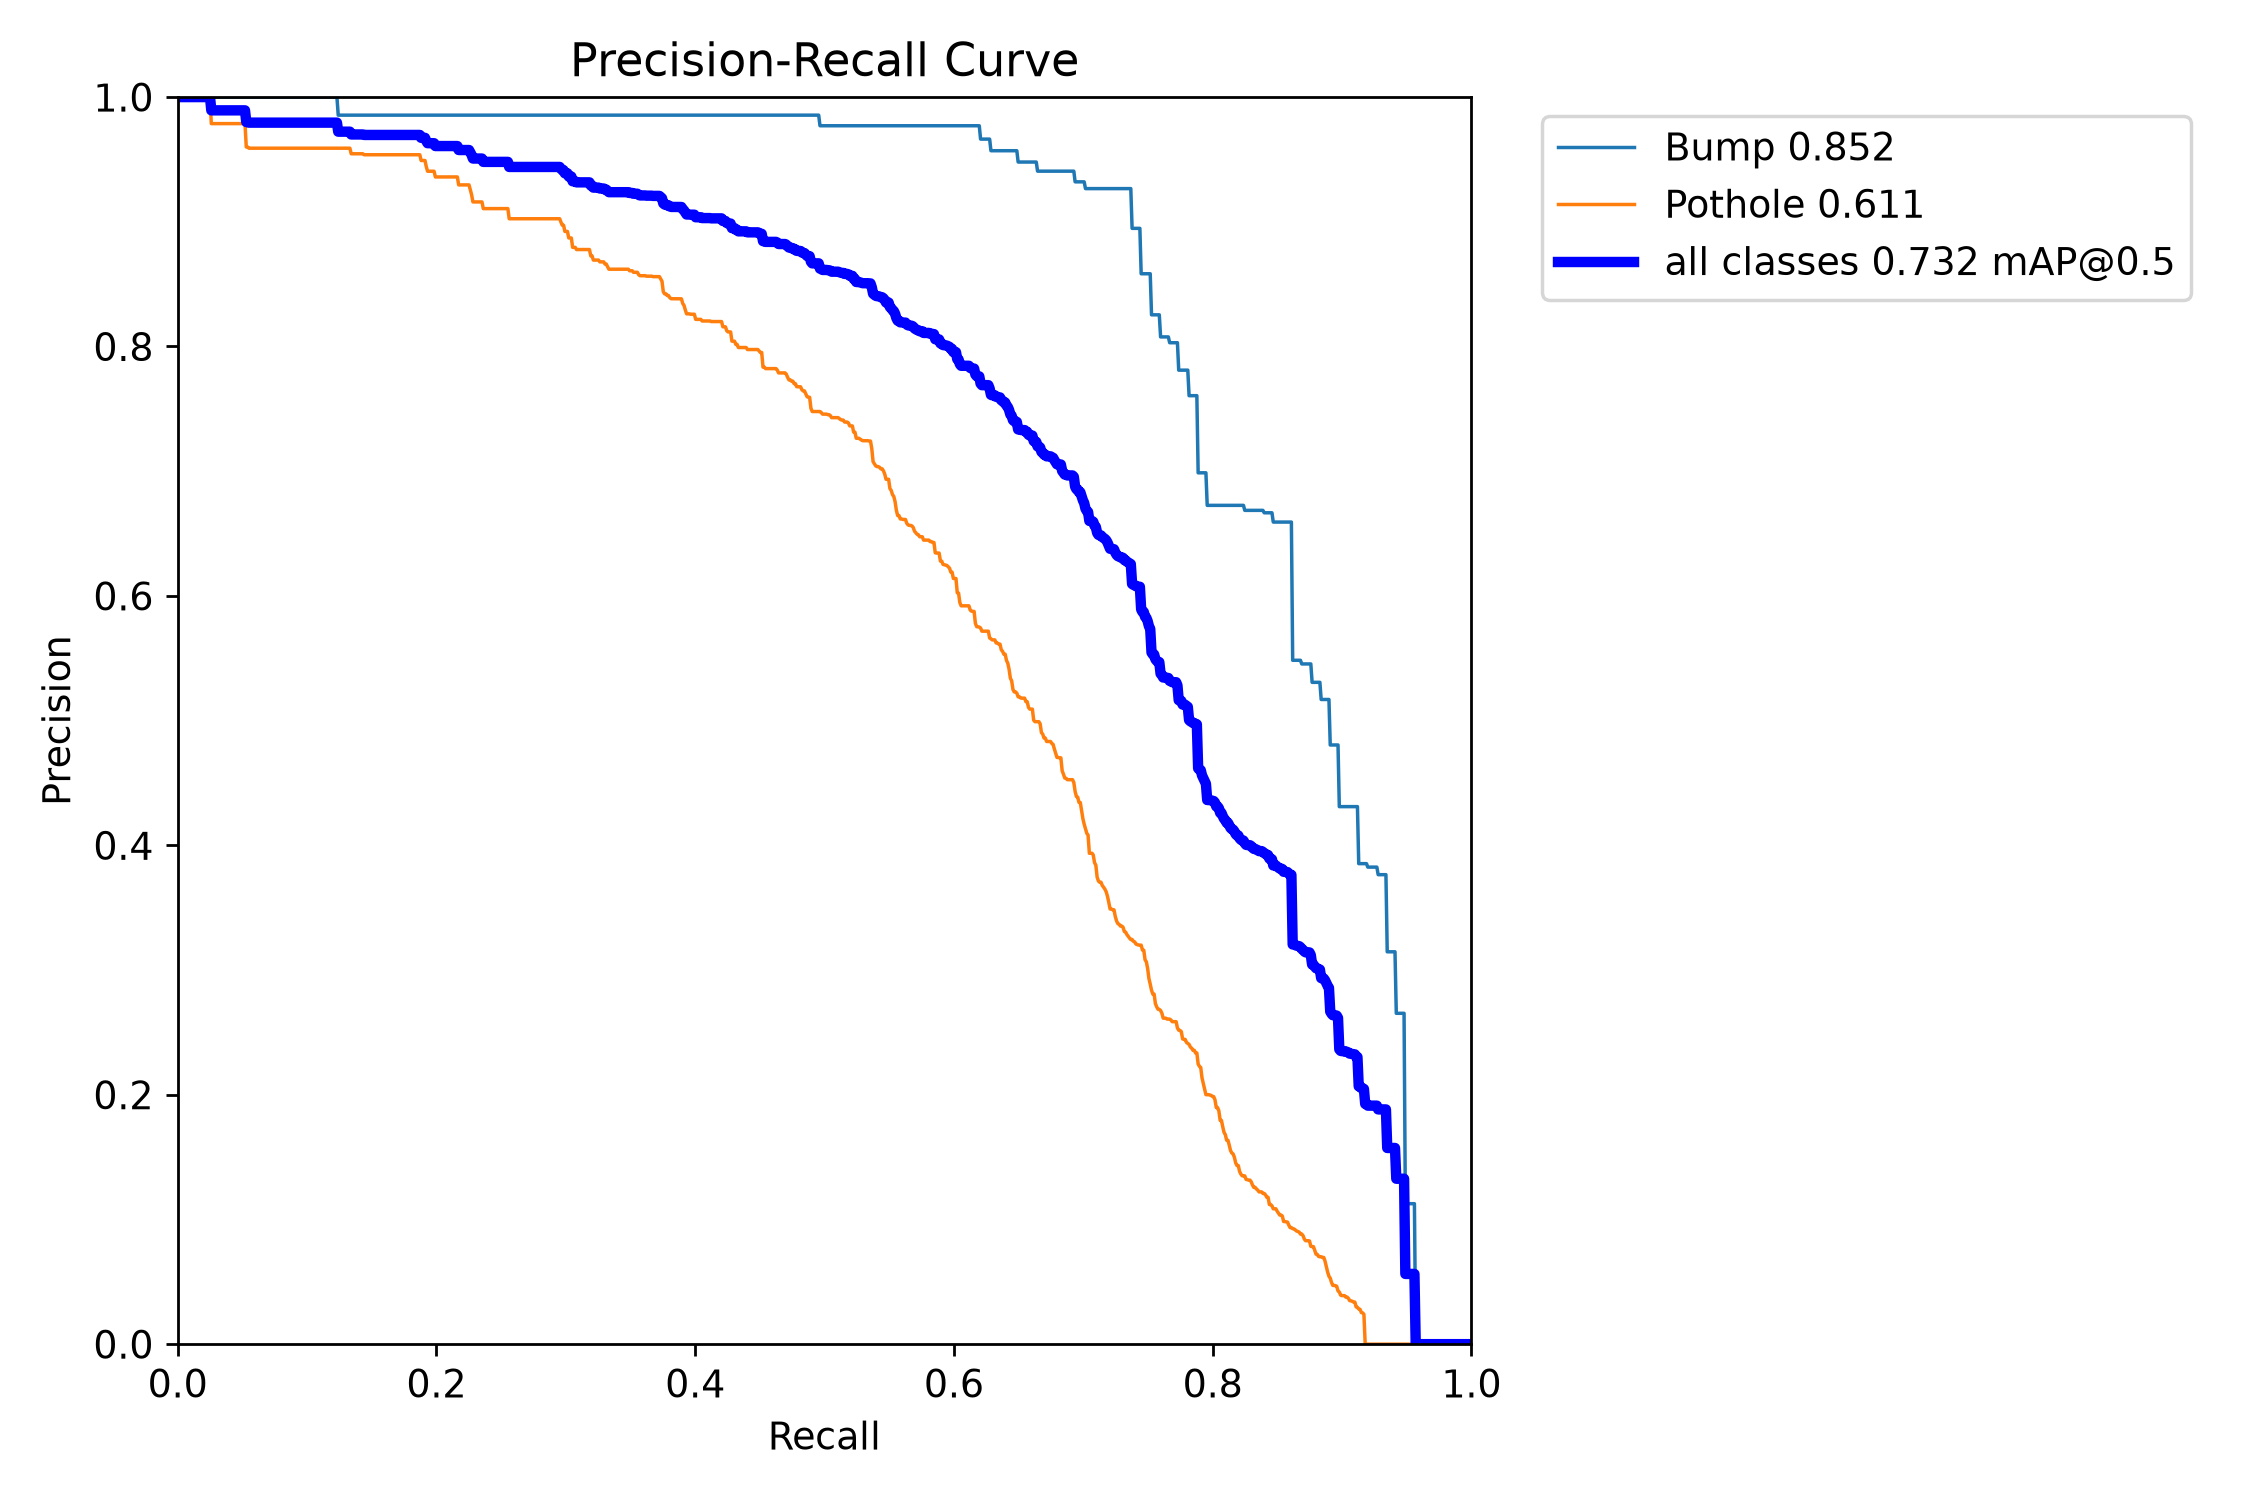 Precision-Recall Curve
1.0
0.8
0.6
0.4
0.2
0.0
Precision
0.0 0.2 0.4 0.6 0.8 1.0
Recall
Bump 0.852
Pothole 0.611
all classes 0.732 mAP@0.5